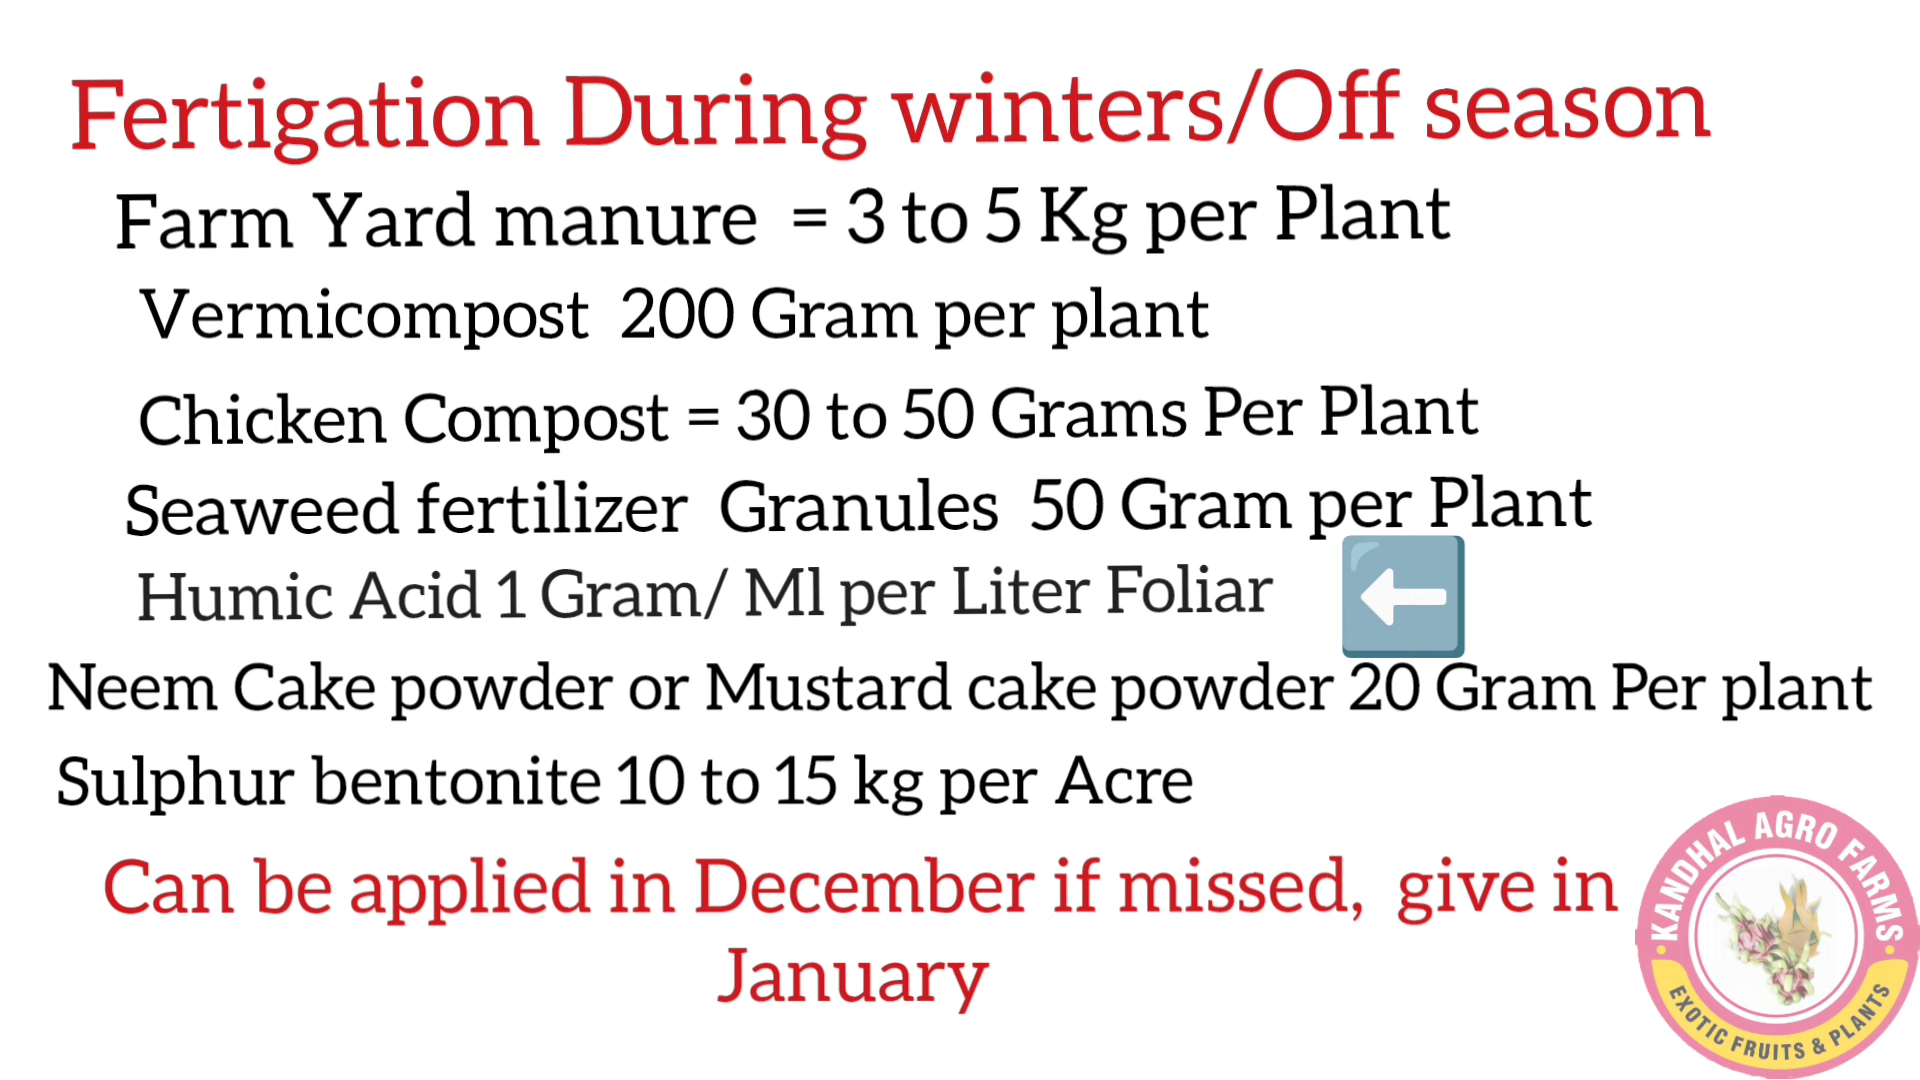 Fertigation During winters/Off season
Farm Yard manure = 3 to 5 Kg per Plant
Vermicompost 200 Gram per plant
Chicken Compost = 30 to 50 Grams Per Plant
Seaweed fertilizer Granules 50 Gram per Plant
Humic Acid 1 Gram/ Ml per Liter Foliar
Neem Cake powder or Mustard cake powder 20 Gram Per plant
Sulphur bentonite 10 to 15 kg per Acre
Can be applied in December if missed, give in
January
KANDHAL AGRO FARMS
EXOTIC FRUITS & PLANTS